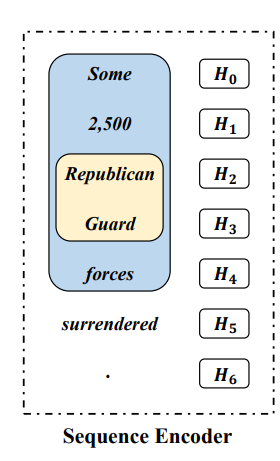 Some H₀
2,500 H₁
Republican H₂
Guard H₃
forces H₄
surrendered H₅
. H₆
Sequence Encoder